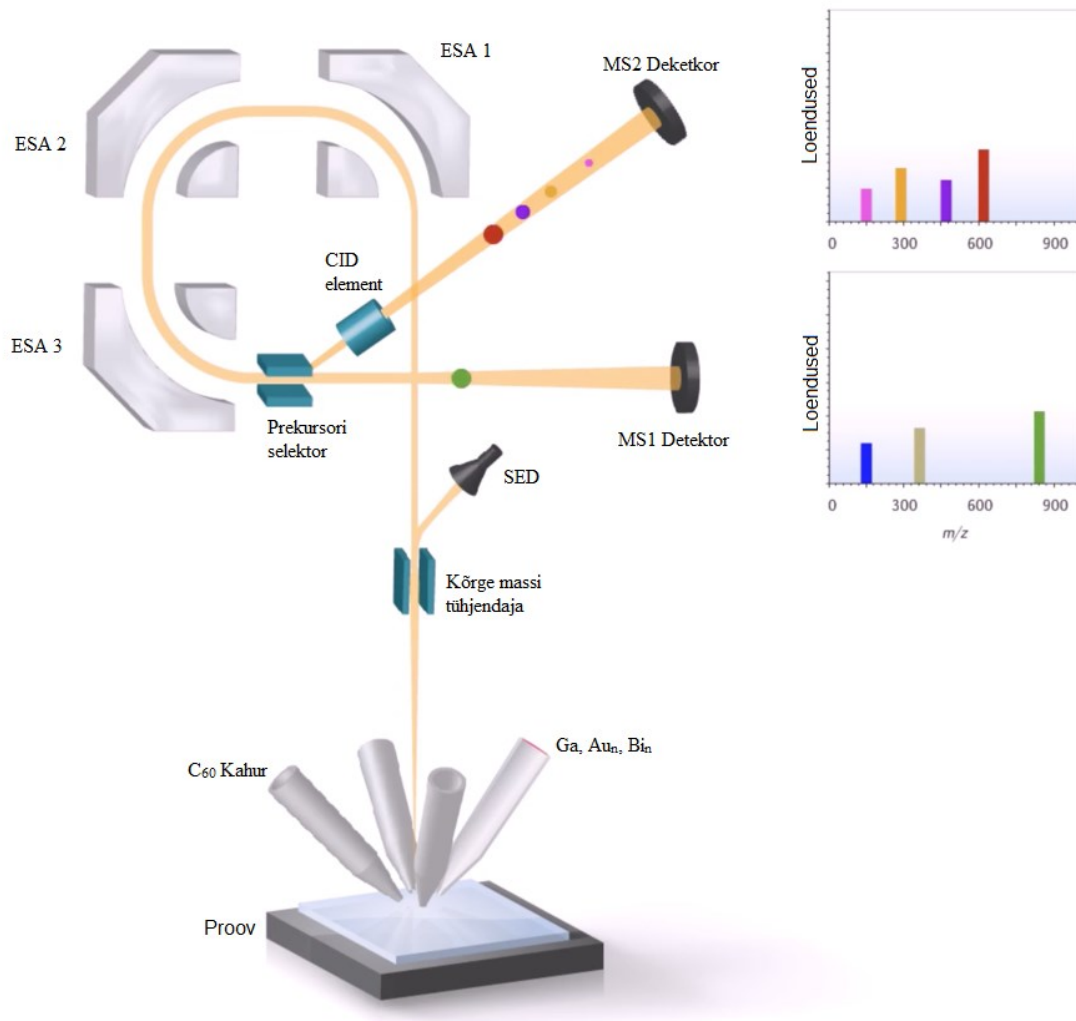 ESA 1
MS2 Deketkor
ESA 2
CID
element
ESA 3
Prekursori
selektor
MS1 Detektor
SED
Kõrge massi
tühjendaja
C₆₀ Kahur
Ga, Auₙ, Biₙ
Proov
Loendused
0 300 600 900
Loendused
0 300 600 900
m/z